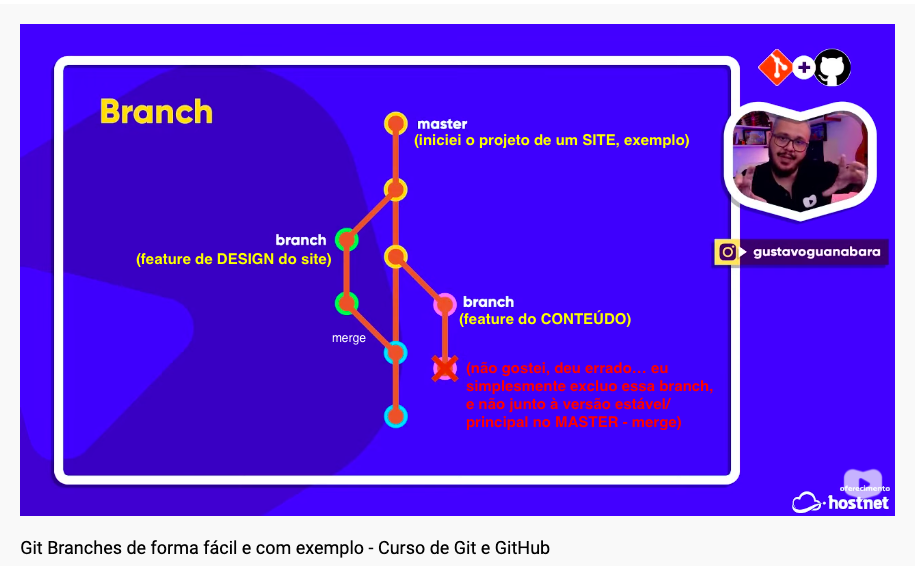 Branch
master
(iniciei o projeto de um SITE, exemplo)
branch
(feature de DESIGN do site)
branch
(feature do CONTEÚDO)
merge
(não gostei, deu errado... eu
simplesmente excluo essa branch,
e não junto à versão estável/
principal no MASTER - merge)
gustavoguanabara
oferecimento
hostnet
Git Branches de forma fácil e com exemplo - Curso de Git e GitHub